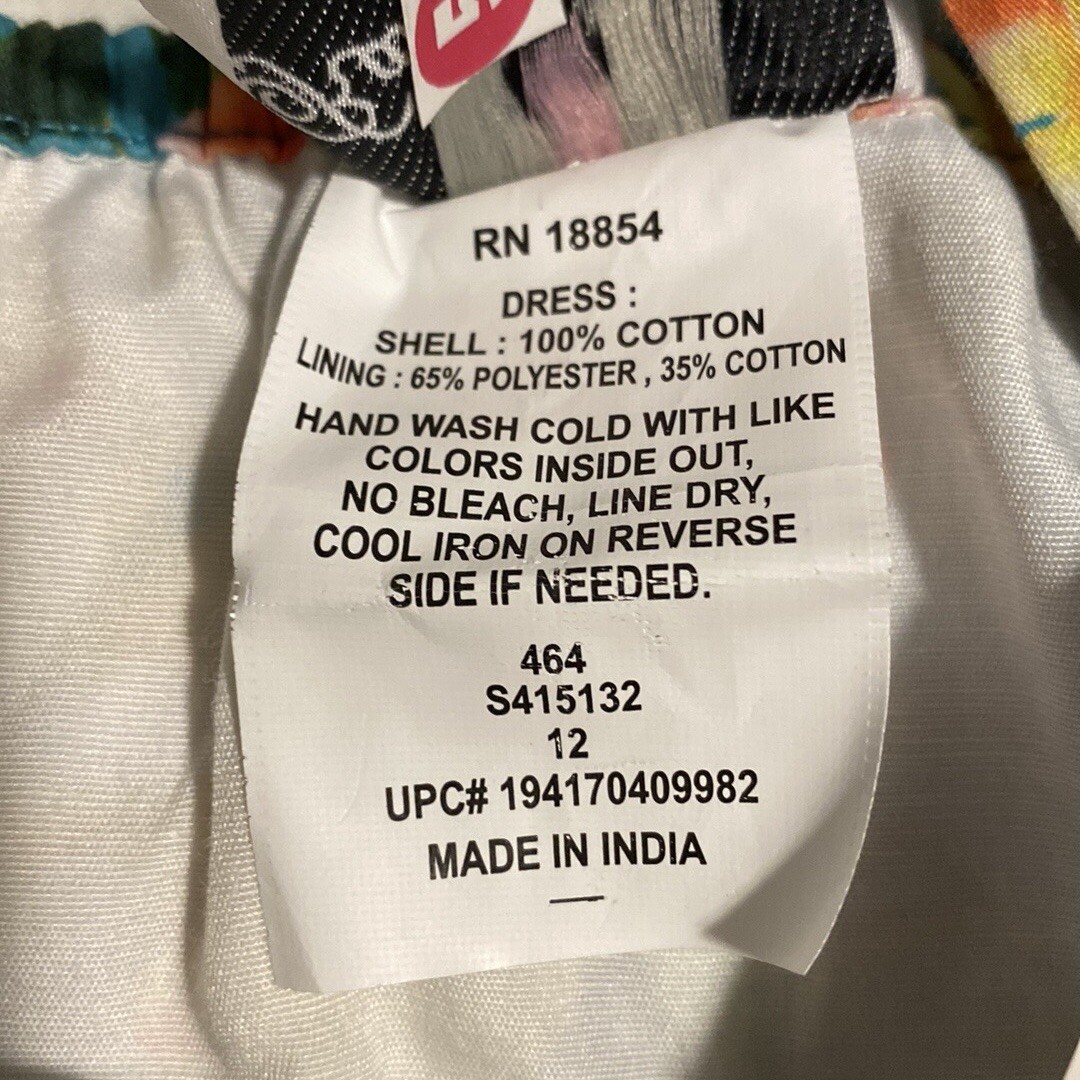 RN 18854
DRESS :
SHELL : 100% COTTON
LINING : 65% POLYESTER , 35% COTTON
HAND WASH COLD WITH LIKE
COLORS INSIDE OUT,
NO BLEACH, LINE DRY,
COOL IRON ON REVERSE
SIDE IF NEEDED.
464
S415132
12
UPC# 194170409982
MADE IN INDIA